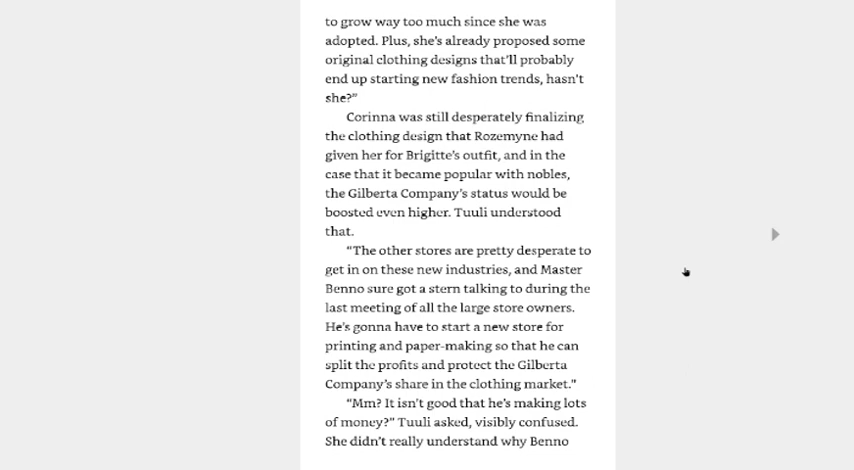 to grow way too much since she was
adopted. Plus, she's already proposed some
original clothing designs that'll probably
end up starting new fashion trends, hasn't
she?”
Corinna was still desperately finalizing
the clothing design that Rozemyne had
given her for Brigitte's outfit, and in the
case that it became popular with nobles,
the Gilberta Company's status would be
boosted even higher. Tuuli understood
that.
“The other stores are pretty desperate to
get in on these new industries, and Master
Benno sure got a stern talking to during the
last meeting of all the large store owners.
He's gonna have to start a new store for
printing and paper-making so that he can
split the profits and protect the Gilberta
Company's share in the clothing market.”
“Mm? It isn't good that he's making lots
of money?” Tuuli asked, visibly confused.
She didn't really understand why Benno